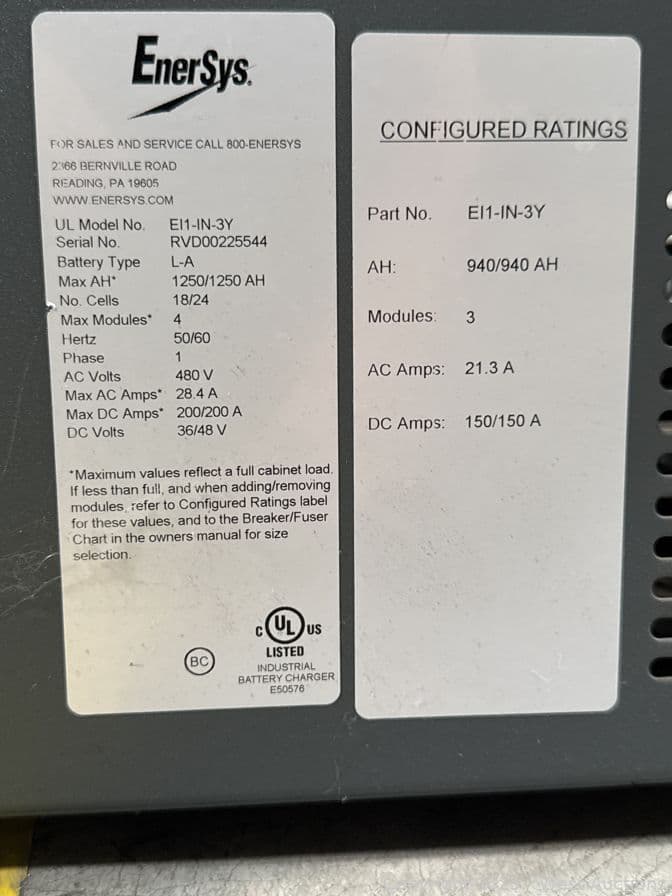 EnerSys.
FOR SALES AND SERVICE CALL 800-ENERSYS
2366 BERNVILLE ROAD
READING, PA 19605
WWW.ENERSYS.COM
UL Model No. EI1-IN-3Y
Serial No. RVD00225544
Battery Type L-A
Max AH* 1250/1250 AH
No. Cells 18/24
Max Modules* 4
Hertz 50/60
Phase 1
AC Volts 480 V
Max AC Amps* 28.4 A
Max DC Amps* 200/200 A
DC Volts 36/48 V
*Maximum values reflect a full cabinet load.
If less than full, and when adding/removing
modules, refer to Configured Ratings label
for these values, and to the Breaker/Fuser
Chart in the owners manual for size
selection.
BC
C UL US
LISTED
INDUSTRIAL
BATTERY CHARGER
E50576
CONFIGURED RATINGS
Part No. EI1-IN-3Y
AH: 940/940 AH
Modules: 3
AC Amps: 21.3 A
DC Amps: 150/150 A